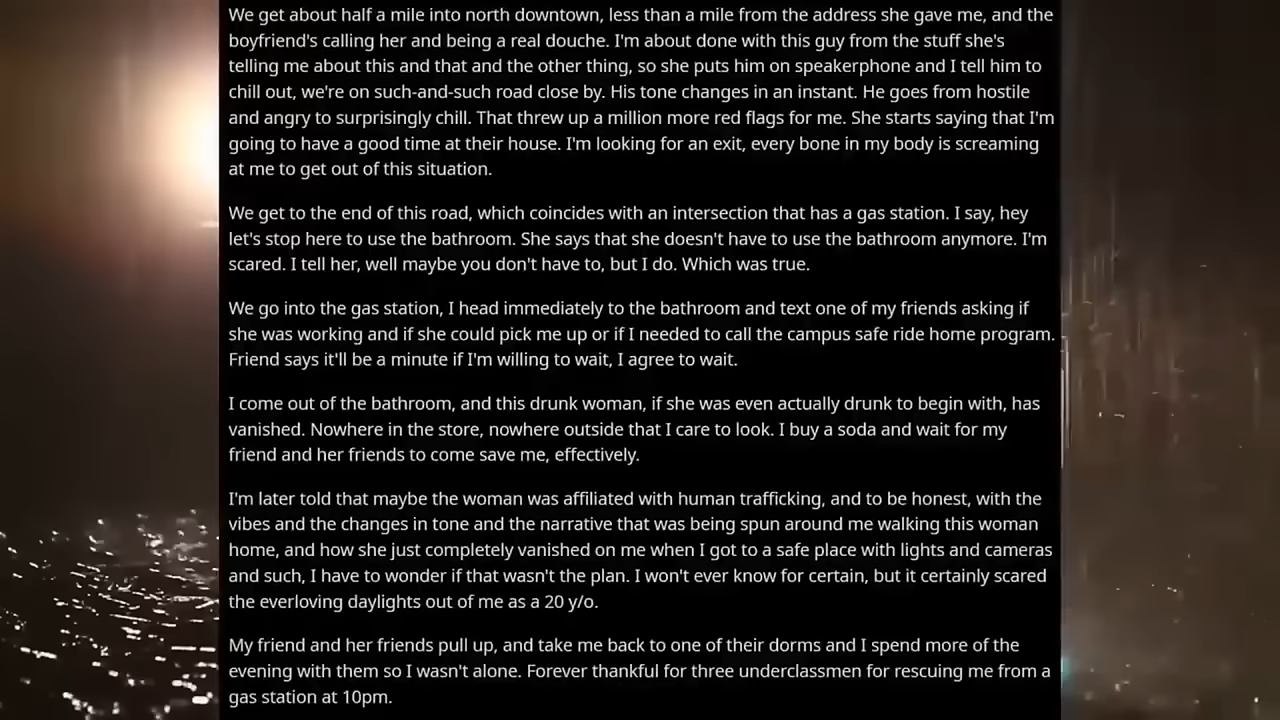 We get about half a mile into north downtown, less than a mile from the address she gave me, and the
boyfriend's calling her and being a real douche. I'm about done with this guy from the stuff she's
telling me about this and that and the other thing, so she puts him on speakerphone and I tell him to
chill out, we're on such-and-such road close by. His tone changes in an instant. He goes from hostile
and angry to surprisingly chill. That threw up a million more red flags for me. She starts saying that I'm
going to have a good time at their house. I'm looking for an exit, every bone in my body is screaming
at me to get out of this situation.
We get to the end of this road, which coincides with an intersection that has a gas station. I say, hey
let's stop here to use the bathroom. She says that she doesn't have to use the bathroom anymore. I'm
scared. I tell her, well maybe you don't have to, but I do. Which was true.
We go into the gas station, I head immediately to the bathroom and text one of my friends asking if
she was working and if she could pick me up or if I needed to call the campus safe ride home program.
Friend says it'll be a minute if I'm willing to wait, I agree to wait.
I come out of the bathroom, and this drunk woman, if she was even actually drunk to begin with, has
vanished. Nowhere in the store, nowhere outside that I care to look. I buy a soda and wait for my
friend and her friends to come save me, effectively.
I'm later told that maybe the woman was affiliated with human trafficking, and to be honest, with the
vibes and the changes in tone and the narrative that was being spun around me walking this woman
home, and how she just completely vanished on me when I got to a safe place with lights and cameras
and such, I have to wonder if that wasn't the plan. I won't ever know for certain, but it certainly scared
the everloving daylights out of me as a 20 y/o.
My friend and her friends pull up, and take me back to one of their dorms and I spend more of the
evening with them so I wasn't alone. Forever thankful for three underclassmen for rescuing me from a
gas station at 10pm.